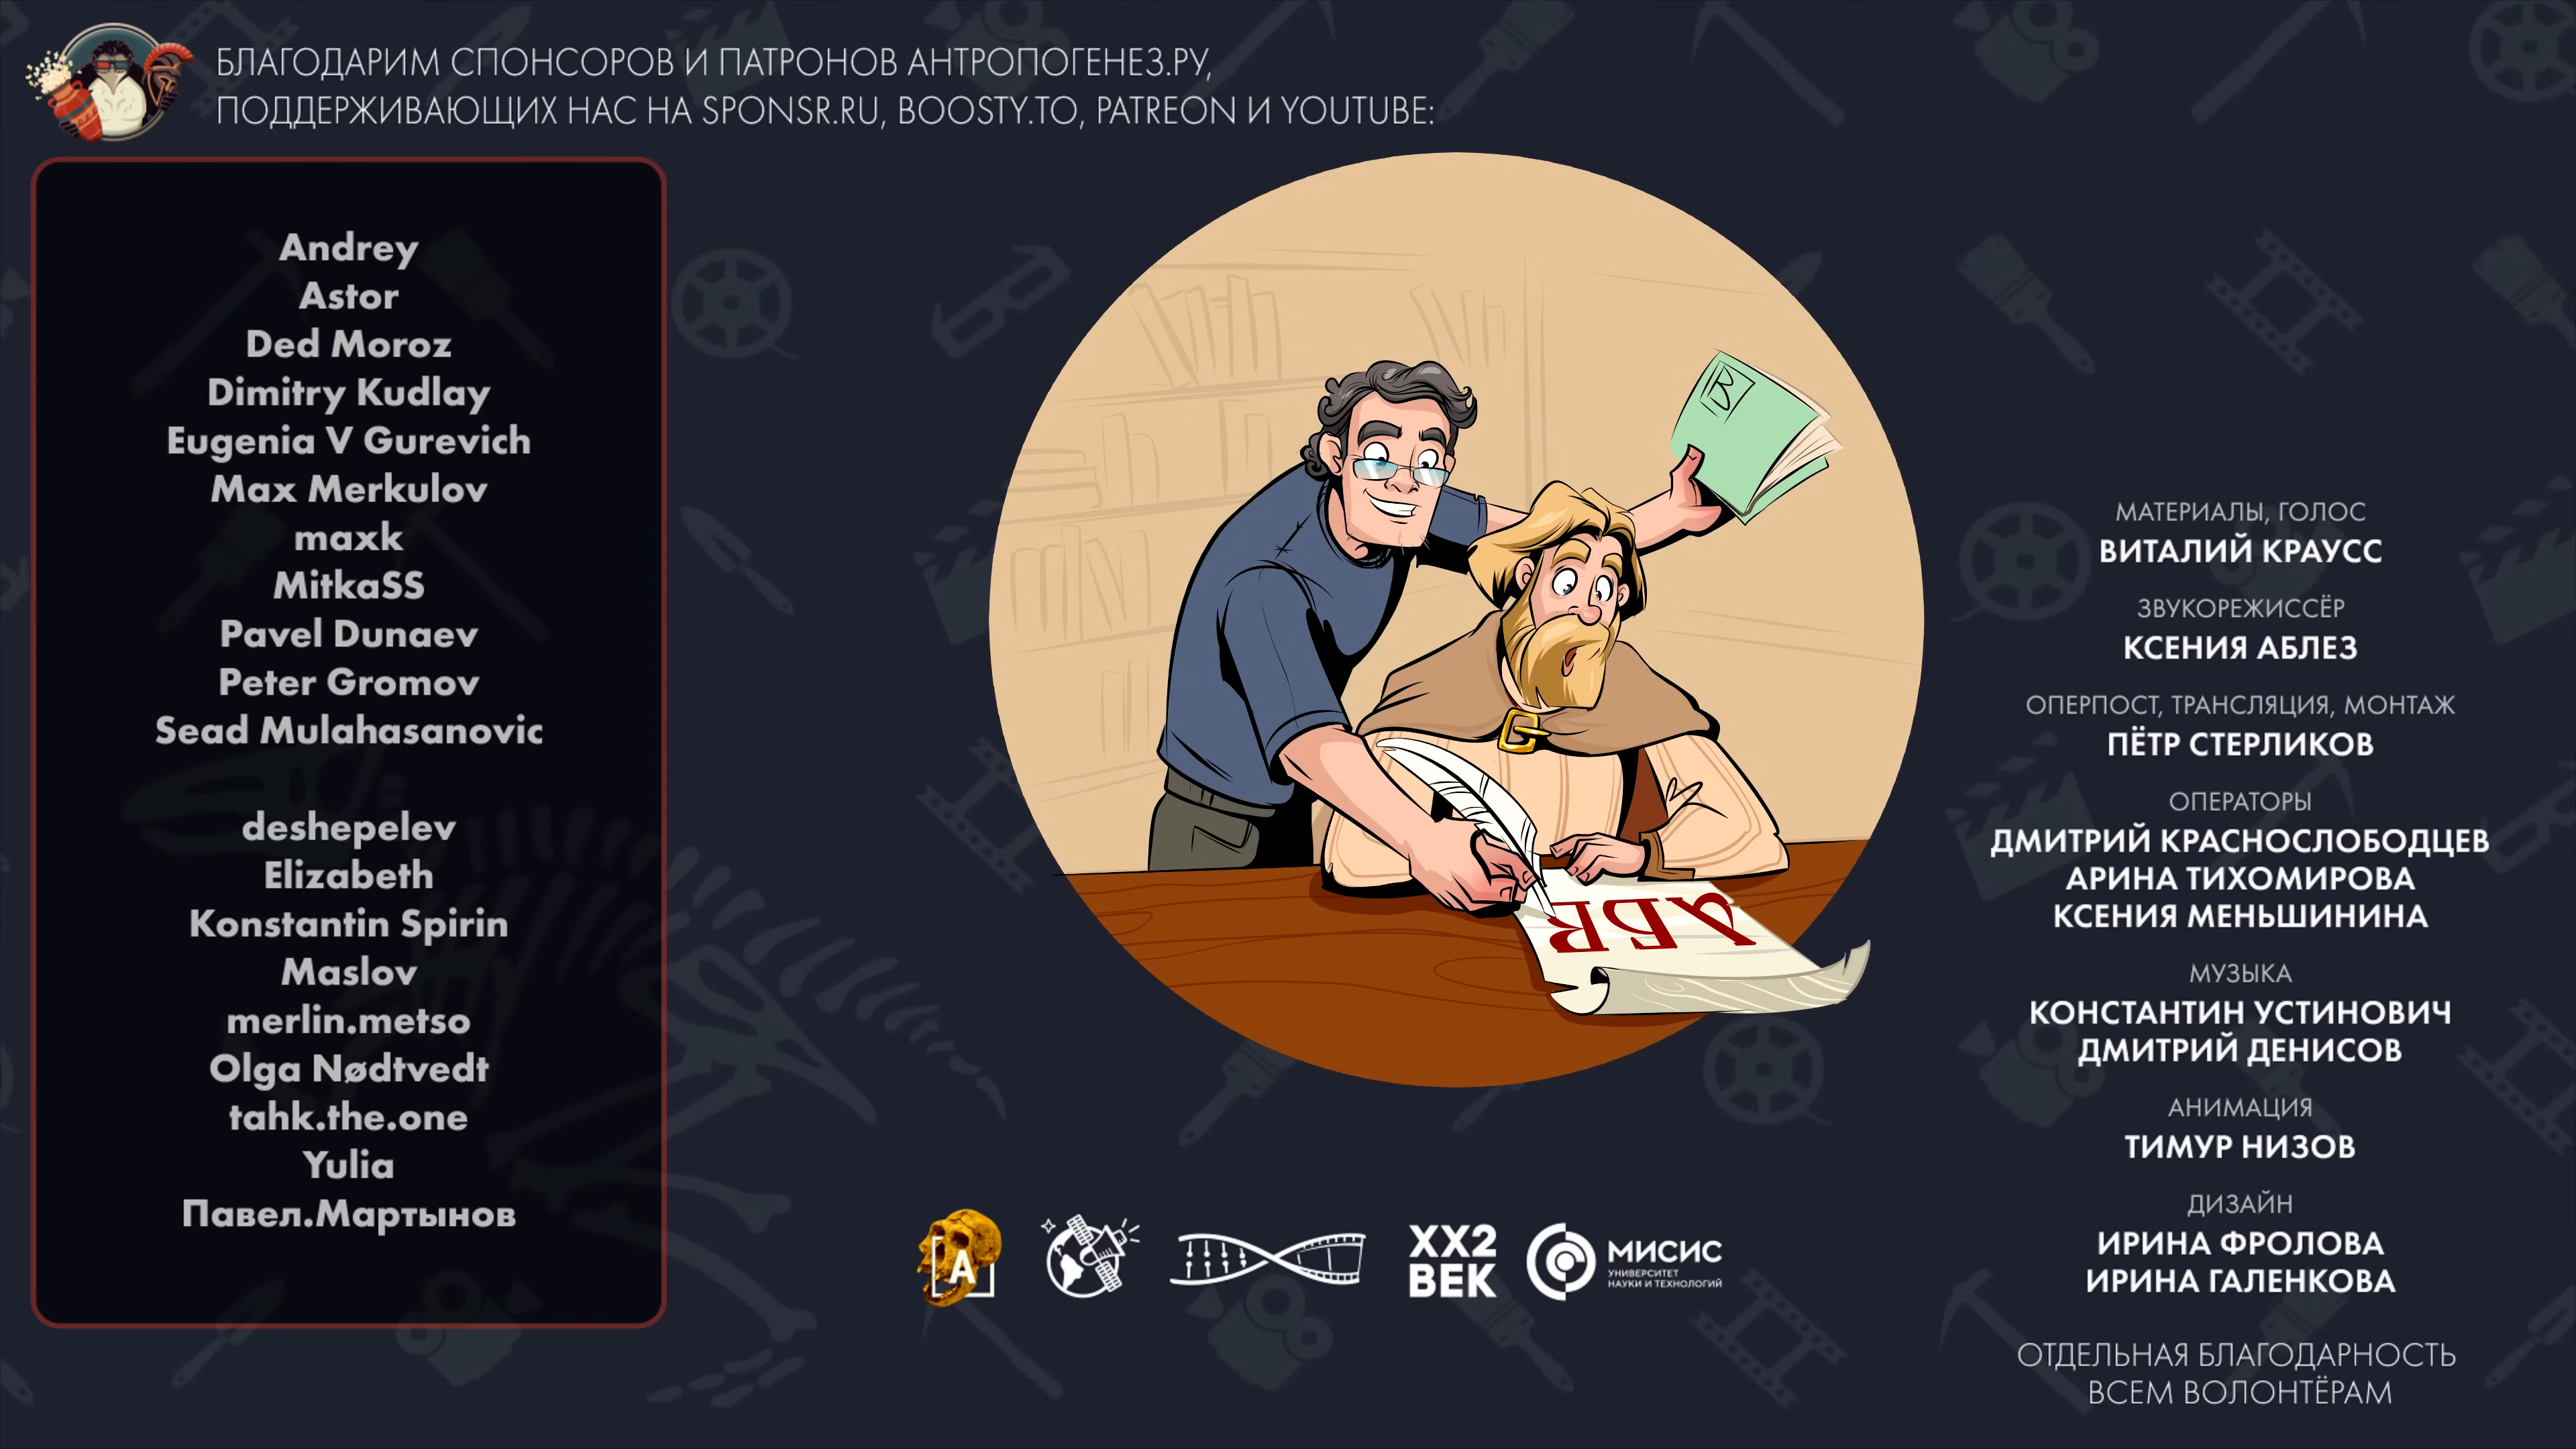 БЛАГОДАРИМ СПОНСОРОВ И ПАТРОНОВ АНТРОПОГЕНЕЗ.РУ,
ПОДДЕРЖИВАЮЩИХ НАС НА SPONSR.RU, BOOSTY.TO, PATREON И YOUTUBE:
Andrey
Astor
Ded Moroz
Dimitry Kudlay
Eugenia V Gurevich
Max Merkulov
maxk
MitkaSS
Pavel Dunaev
Peter Gromov
Sead Mulahasanovic
deshepelev
Elizabeth
Konstantin Spirin
Maslov
merlin.metso
Olga Nødtvedt
tahk.the.one
Yulia
Павел.Мартынов
В
АБВ
А
XX2
ВЕК
МИСИС
УНИВЕРСИТЕТ
НАУКИ И ТЕХНОЛОГИЙ
МАТЕРИАЛЫ, ГОЛОС
ВИТАЛИЙ КРАУСС
ЗВУКОРЕЖИССЁР
КСЕНИЯ АБЛЕЗ
ОПЕРПОСТ, ТРАНСЛЯЦИЯ, МОНТАЖ
ПЁТР СТЕРЛИКОВ
ОПЕРАТОРЫ
ДМИТРИЙ КРАСНОСЛОБОДЦЕВ
АРИНА ТИХОМИРОВА
КСЕНИЯ МЕНЬШИНИНА
МУЗЫКА
КОНСТАНТИН УСТИНОВИЧ
ДМИТРИЙ ДЕНИСОВ
АНИМАЦИЯ
ТИМУР НИЗОВ
ДИЗАЙН
ИРИНА ФРОЛОВА
ИРИНА ГАЛЕНКОВА
ОТДЕЛЬНАЯ БЛАГОДАРНОСТЬ
ВСЕМ ВОЛОНТЁРАМ